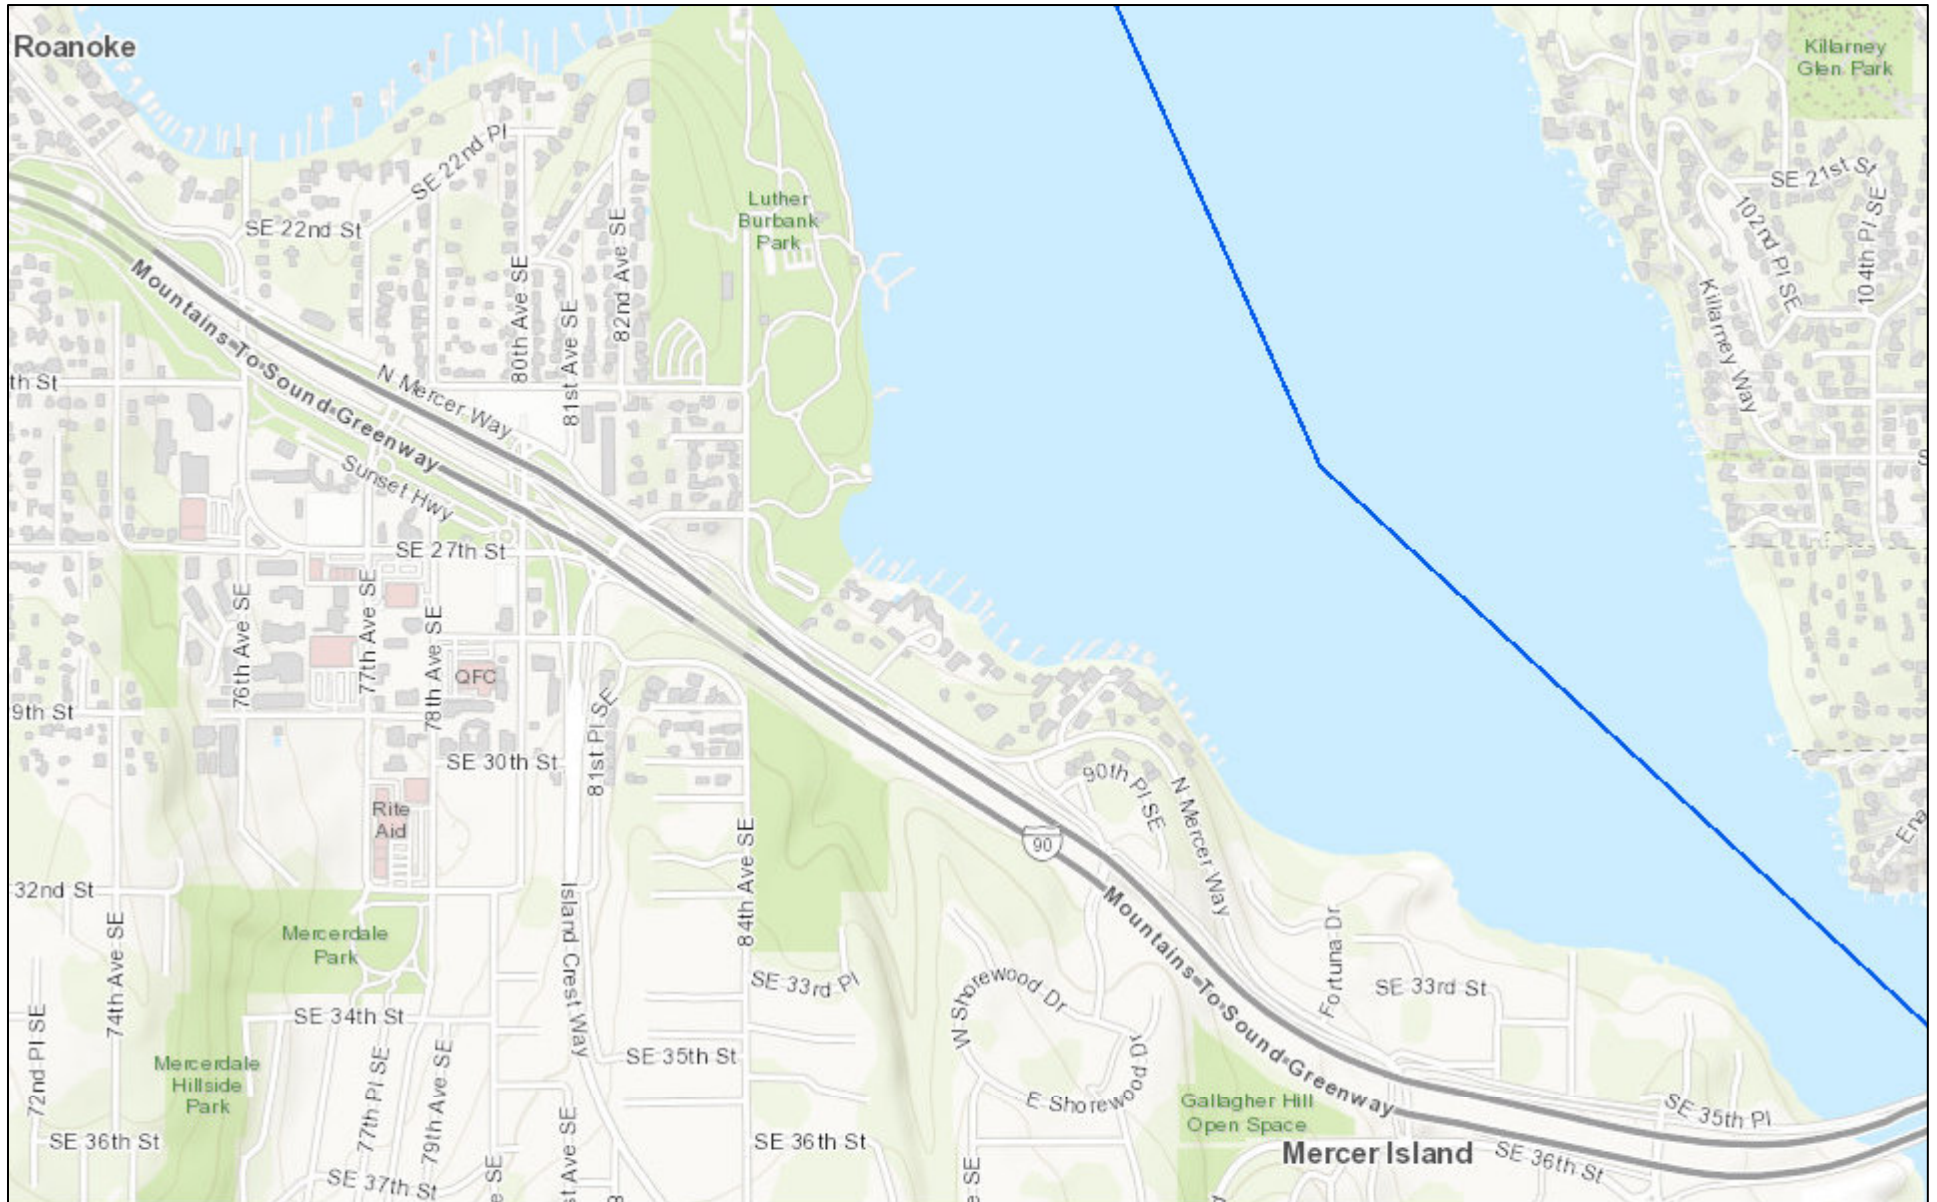 Roanoke
Killarney
Glen Park
SE 22nd Pl
SE 21st St
Luther
Burbank
Park
102nd Pl SE
104th Pl SE
SE 22nd St
82nd Ave SE
80th Ave SE
81st Ave SE
Mountains-To-Sound-Greenway
Killarney Way
N Mercer Way
th St
Sunset Hwy
SE 27th St
76th Ave SE
77th Ave SE
78th Ave SE
QFC
9th St
81st Pl SE
SE 30th St
90th Pl SE
N Mercer Way
Rite
Aid
84th Ave SE
90
Ena
32nd St
Island Crest Way
Mountains-To-Sound-Greenway
74th Ave SE
Mercerdale
Park
Fortuna Dr
SE 33rd Pl
W Shorewood Dr
SE 33rd St
72nd Pl SE
SE 34th St
77th Pl SE
79th Ave SE
SE 35th St
Mercerdale
Hillside
Park
E Shorewood Dr
Gallagher Hill
Open Space
SE 35th Pl
SE 36th St
SE 36th St
Mercer Island
SE 36th St
SE 37th St
e SE
st Ave SE
e SE